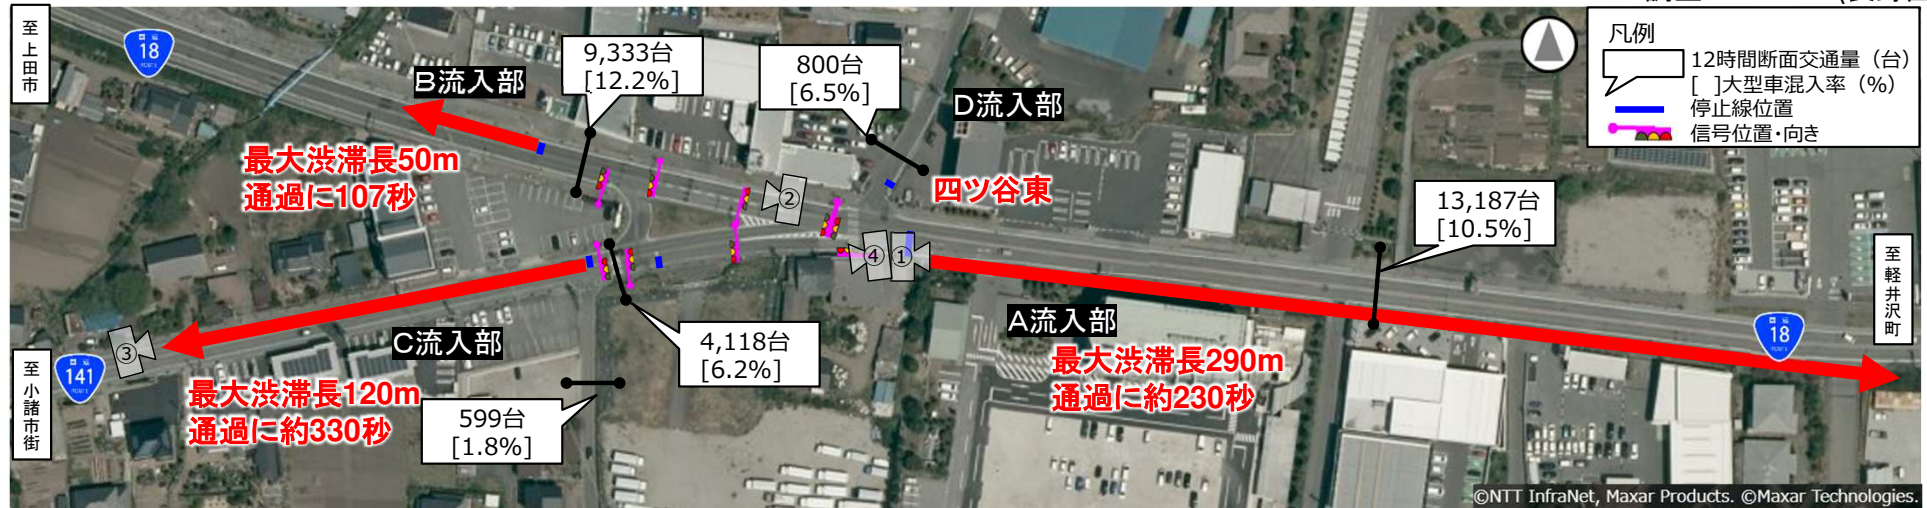 至上田市
18
B流入部
9,333台
[12.2%]
800台
[6.5%]
D流入部
凡例
12時間断面交通量（台）
[ ]大型車混入率（%）
停止線位置
信号位置・向き
最大渋滞長50m
通過に107秒
②
四ツ谷東
13,187台
[10.5%]
④
①
至軽井沢町
③
C流入部
4,118台
[6.2%]
A流入部
18
至小諸市街
141
最大渋滞長120m
通過に約330秒
599台
[1.8%]
最大渋滞長290m
通過に約230秒
©NTT InfraNet, Maxar Products. ©Maxar Technologies.